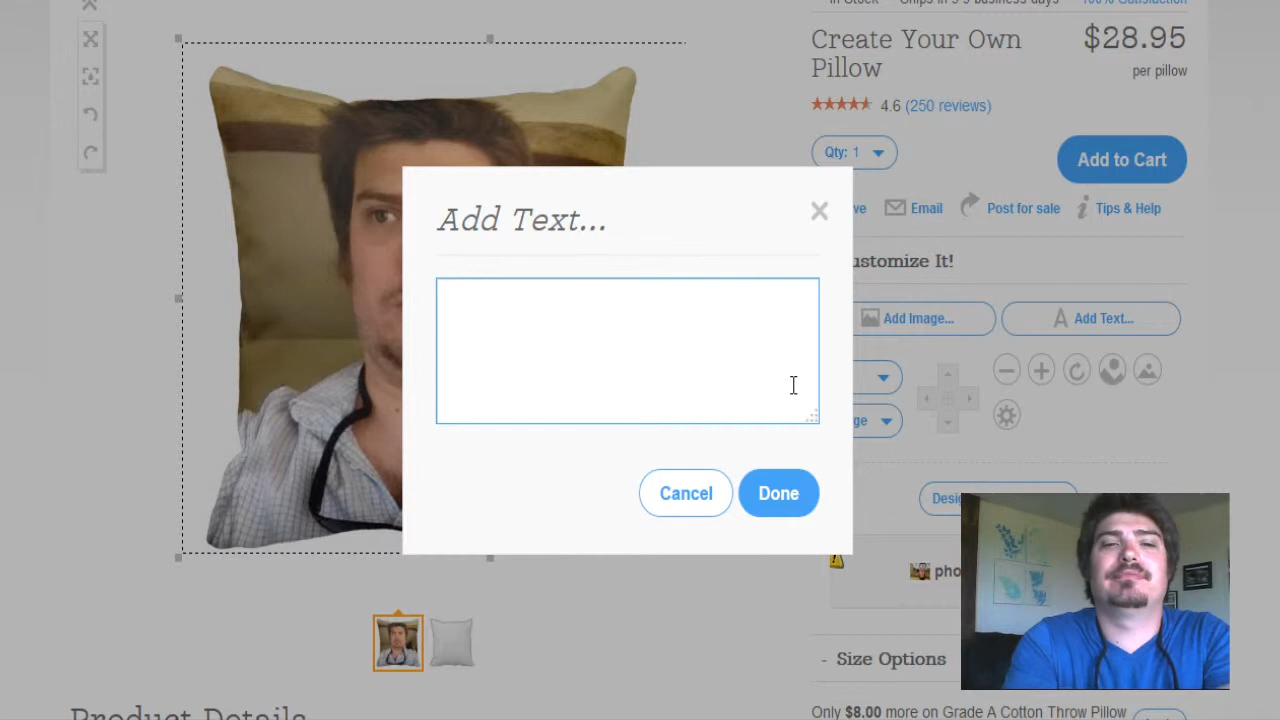 Create Your Own
Pillow
$28.95
per pillow
4.6 (250 reviews)
Qty: 1
Add to Cart
Email
Post for sale
Tips & Help
Add Text...
ustomize It!
Add Image...
Add Text...
Cancel
Done
pho
- Size Options
Only $8.00 more on Grade A Cotton Throw Pillow